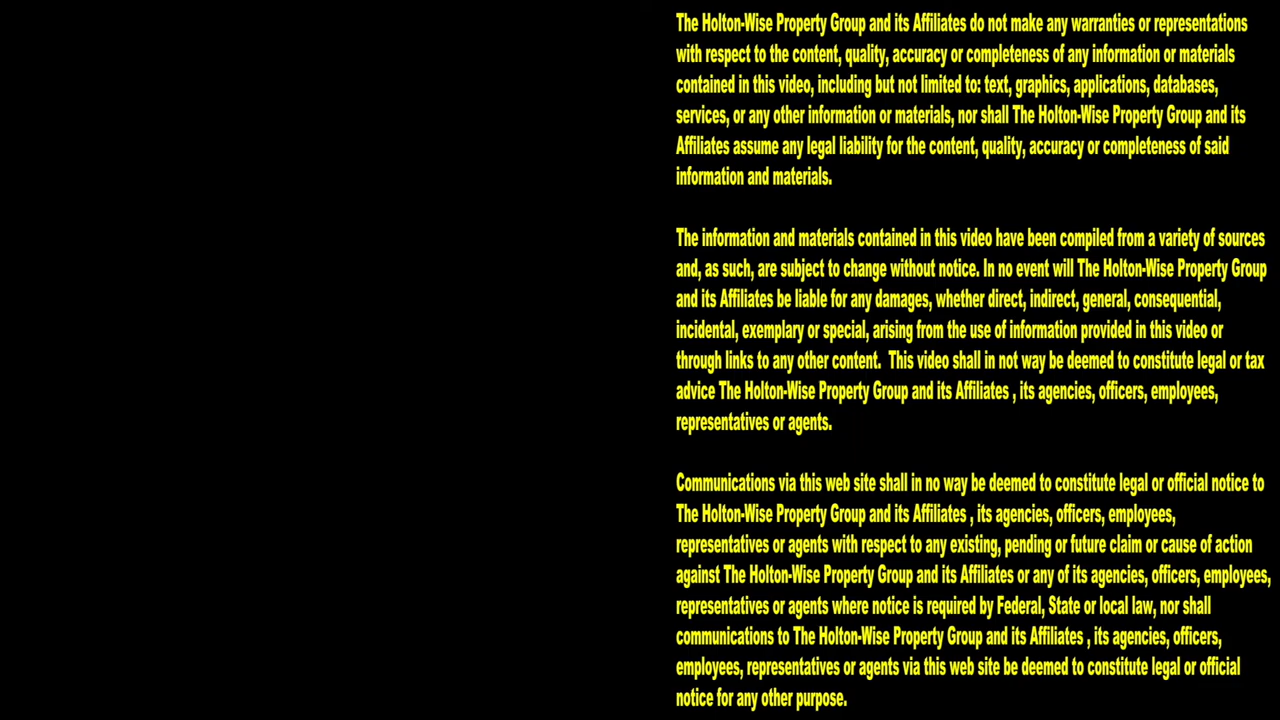 The Holton-Wise Property Group and its Affiliates do not make any warranties or representations
with respect to the content, quality, accuracy or completeness of any information or materials
contained in this video, including but not limited to: text, graphics, applications, databases,
services, or any other information or materials, nor shall The Holton-Wise Property Group and its
Affiliates assume any legal liability for the content, quality, accuracy or completeness of said
information and materials.
The information and materials contained in this video have been compiled from a variety of sources
and, as such, are subject to change without notice. In no event will The Holton-Wise Property Group
and its Affiliates be liable for any damages, whether direct, indirect, general, consequential,
incidental, exemplary or special, arising from the use of information provided in this video or
through links to any other content.  This video shall in not way be deemed to constitute legal or tax
advice The Holton-Wise Property Group and its Affiliates , its agencies, officers, employees,
representatives or agents.
Communications via this web site shall in no way be deemed to constitute legal or official notice to
The Holton-Wise Property Group and its Affiliates , its agencies, officers, employees,
representatives or agents with respect to any existing, pending or future claim or cause of action
against The Holton-Wise Property Group and its Affiliates or any of its agencies, officers, employees,
representatives or agents where notice is required by Federal, State or local law, nor shall
communications to The Holton-Wise Property Group and its Affiliates , its agencies, officers,
employees, representatives or agents via this web site be deemed to constitute legal or official
notice for any other purpose.